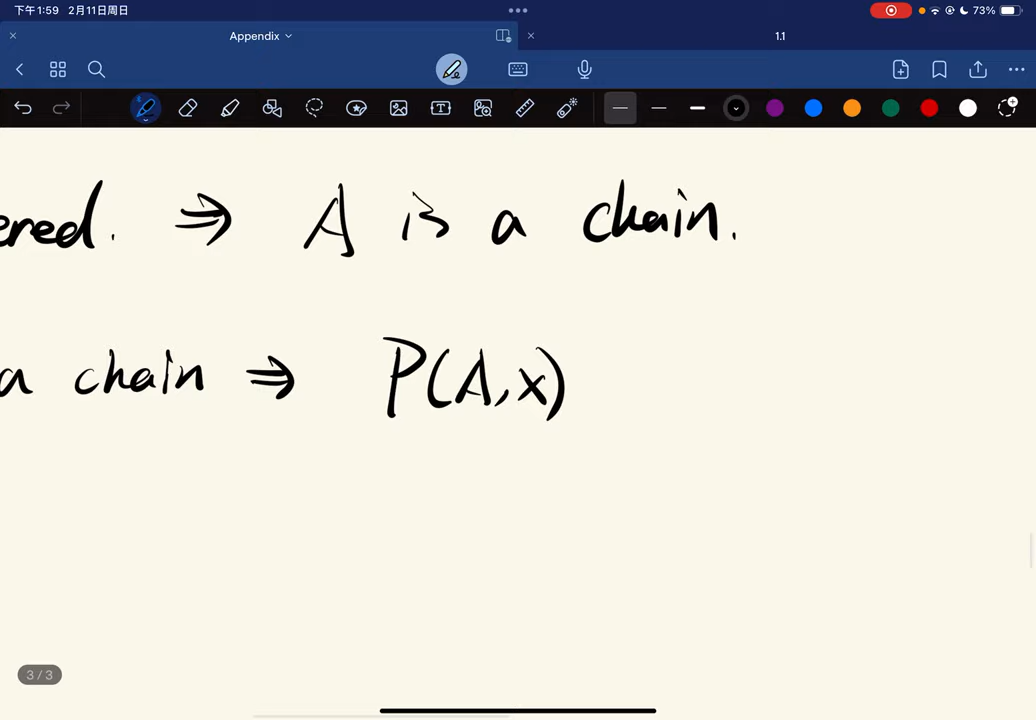 下午1:59 2月11日周日
73%
Appendix
1.1
ered. ⇒ A is a chain.
a chain ⇒ P(A,x)
3 / 3